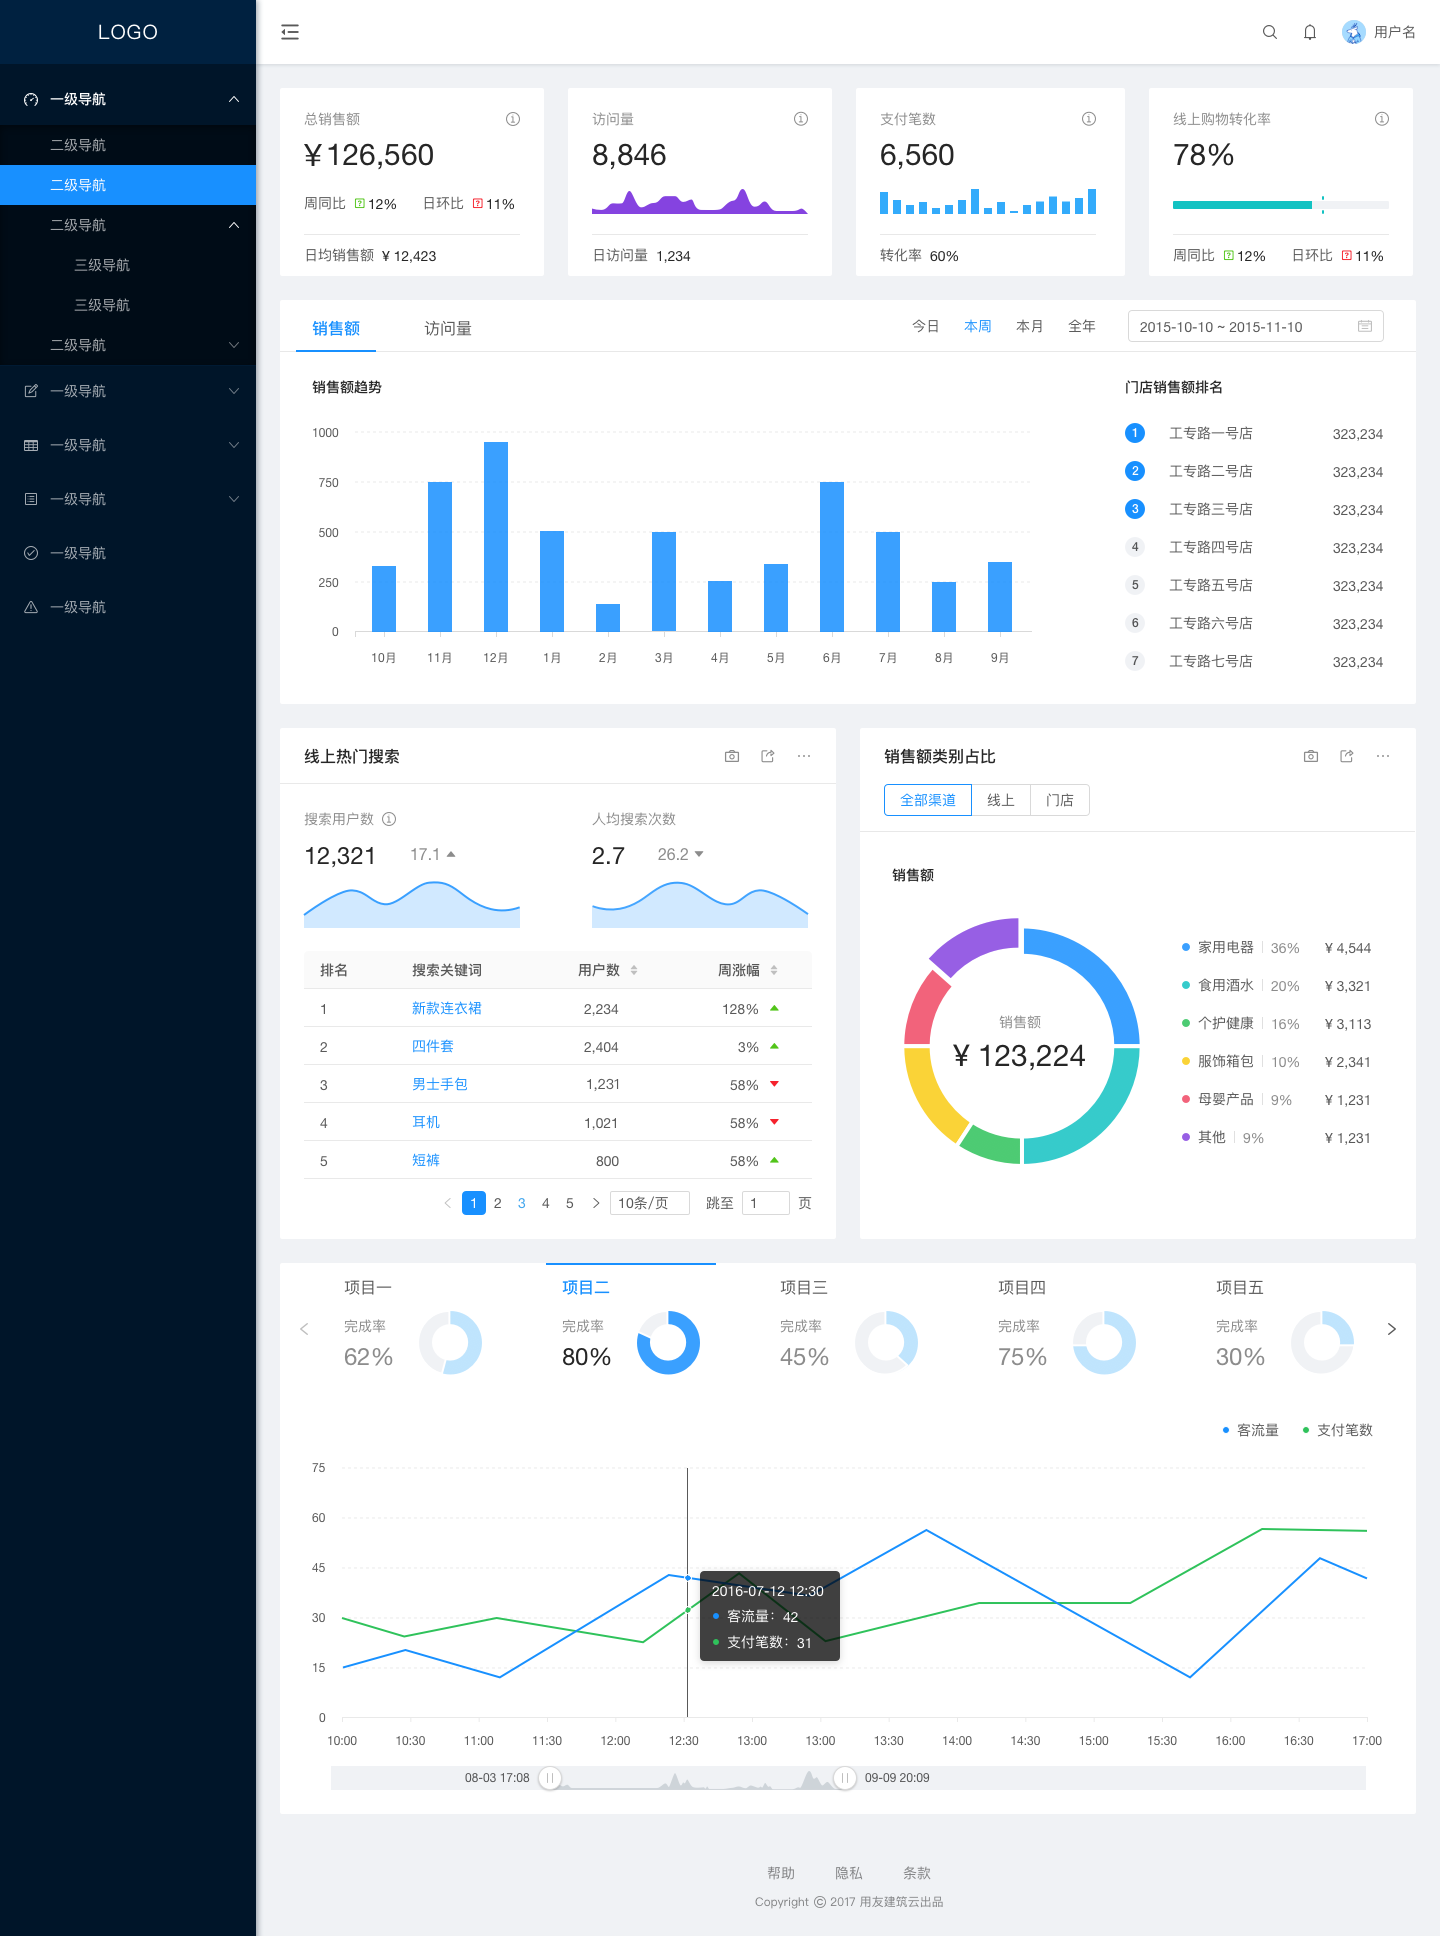 LOGO
用户名
一级导航
二级导航
二级导航
二级导航
三级导航
三级导航
二级导航
一级导航
一级导航
一级导航
一级导航
一级导航
总销售额
¥ 126,560
周同比 12% 日环比 11%
日均销售额 ¥ 12,423
访问量
8,846
日访问量 1,234
支付笔数
6,560
转化率 60%
线上购物转化率
78%
周同比 12% 日环比 11%
销售额 访问量 今日 本周 本月 全年 2015-10-10 ~ 2015-11-10
销售额趋势
1000
750
500
250
0
10月 11月 12月 1月 2月 3月 4月 5月 6月 7月 8月 9月
门店销售额排名
1 工专路一号店 323,234
2 工专路二号店 323,234
3 工专路三号店 323,234
4 工专路四号店 323,234
5 工专路五号店 323,234
6 工专路六号店 323,234
7 工专路七号店 323,234
线上热门搜索
搜索用户数
12,321 17.1
人均搜索次数
2.7 26.2
排名 搜索关键词 用户数 周涨幅
1 新款连衣裙 2,234 128%
2 四件套 2,404 3%
3 男士手包 1,231 58%
4 耳机 1,021 58%
5 短裤 800 58%
1 2 3 4 5 10条/页 跳至 1 页
销售额类别占比
全部渠道 线上 门店
销售额
销售额
¥ 123,224
家用电器 36% ¥ 4,544
食用酒水 20% ¥ 3,321
个护健康 16% ¥ 3,113
服饰箱包 10% ¥ 2,341
母婴产品 9% ¥ 1,231
其他 9% ¥ 1,231
项目一
完成率
62%
项目二
完成率
80%
项目三
完成率
45%
项目四
完成率
75%
项目五
完成率
30%
客流量 支付笔数
75
60
45
30
15
0
2016-07-12 12:30
客流量：42
支付笔数：31
10:00 10:30 11:00 11:30 12:00 12:30 13:00 13:00 13:30 14:00 14:30 15:00 15:30 16:00 16:30 17:00
08-03 17:08 09-09 20:09
帮助 隐私 条款
Copyright © 2017 用友建筑云出品